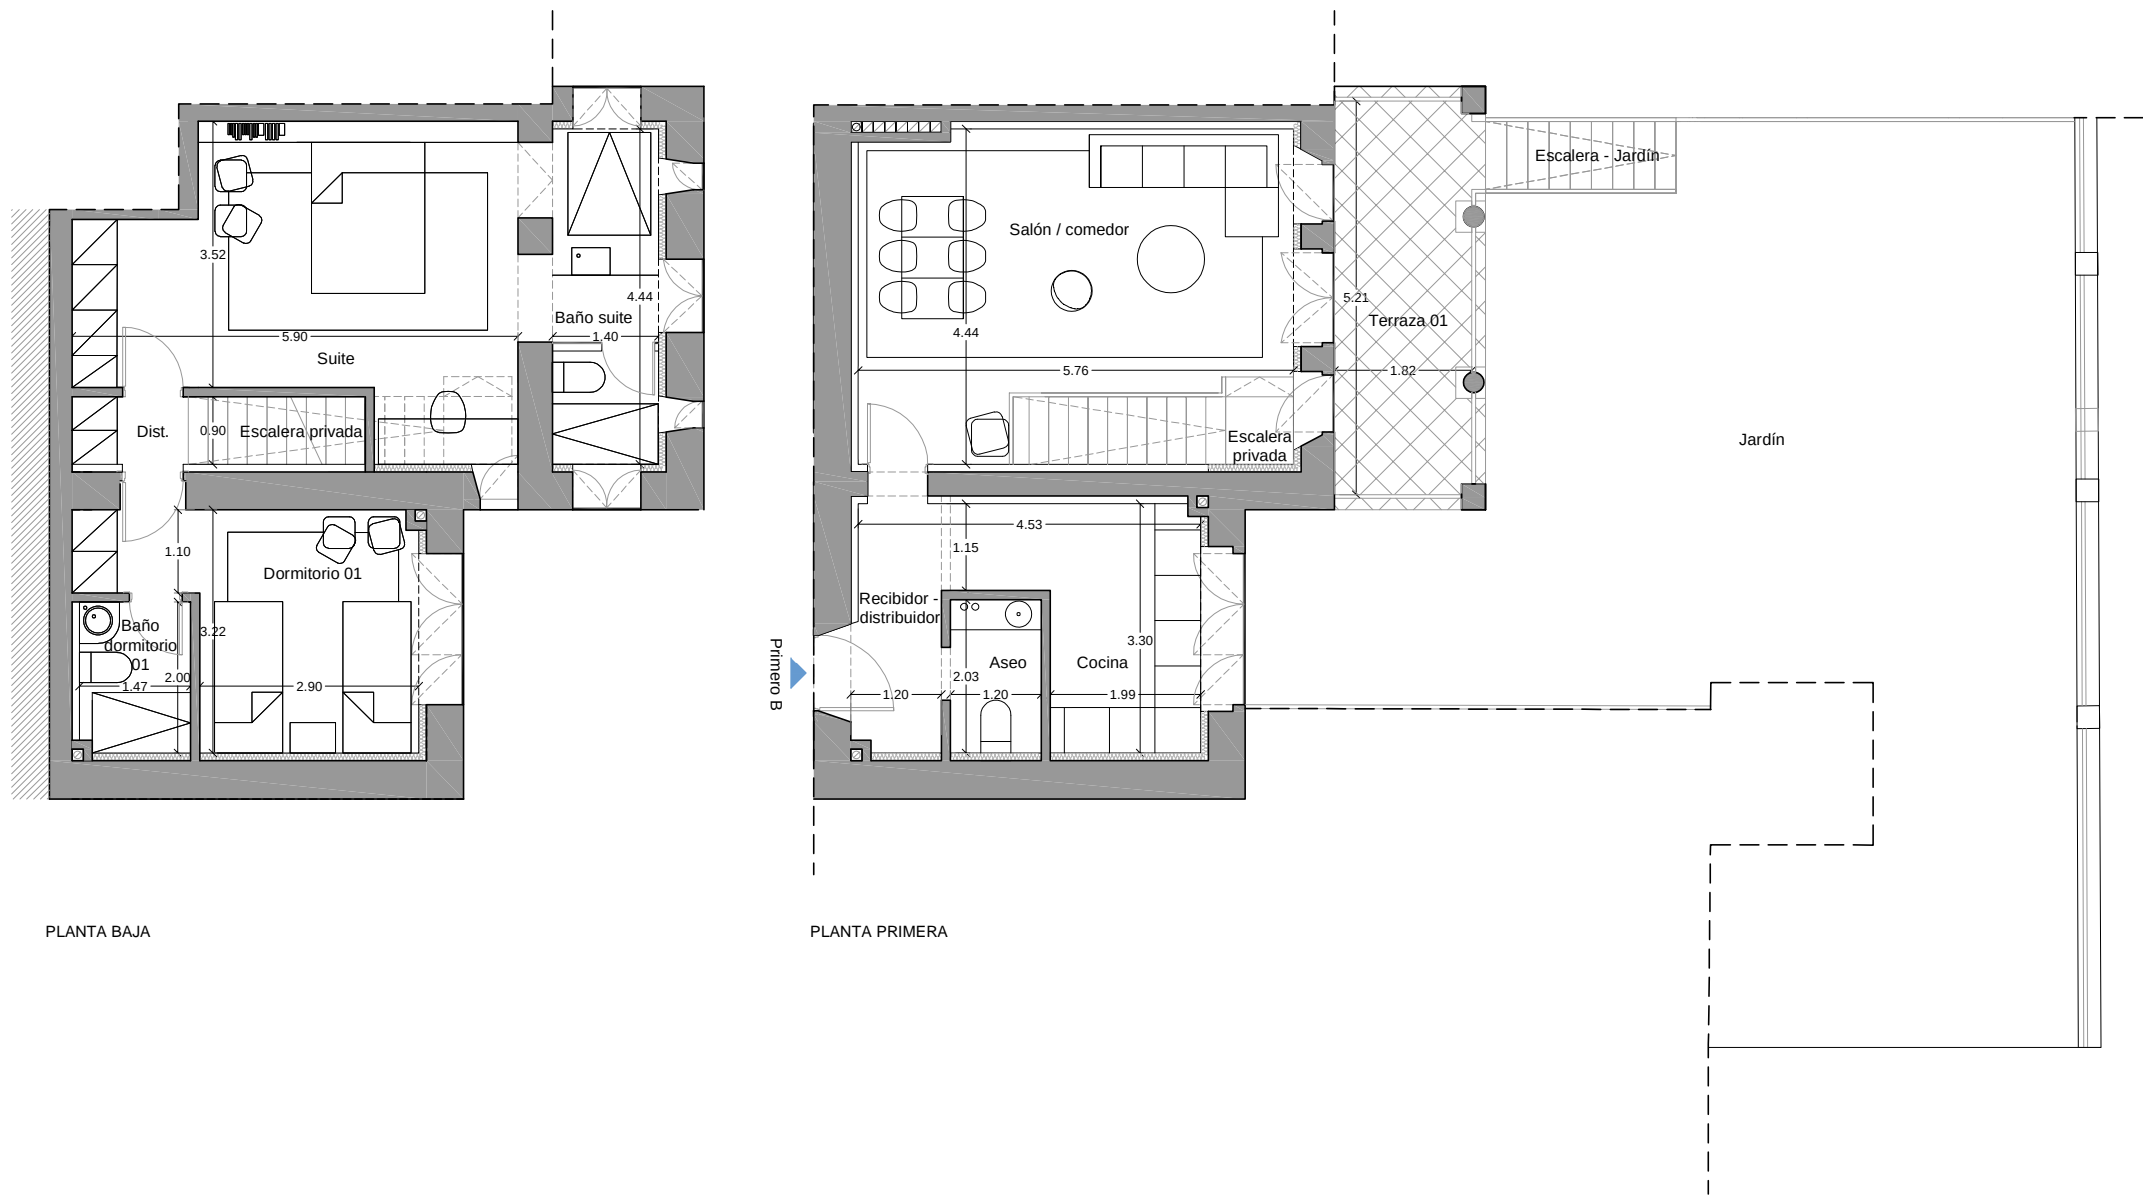 3.52
4.44
Baño suite
5.90
1.40
Suite
Dist.
0.90
Escalera privada
1.10
Dormitorio 01
Baño
dormitorio
01
3.22
2.00
1.47
2.90
PLANTA BAJA
Escalera - Jardín
Salón / comedor
5.21
Terraza 01
4.44
5.76
1.82
Escalera
privada
Jardín
4.53
1.15
Recibidor -
distribuidor
3.30
Aseo
Cocina
2.03
1.20
1.20
1.99
Primero B
PLANTA PRIMERA